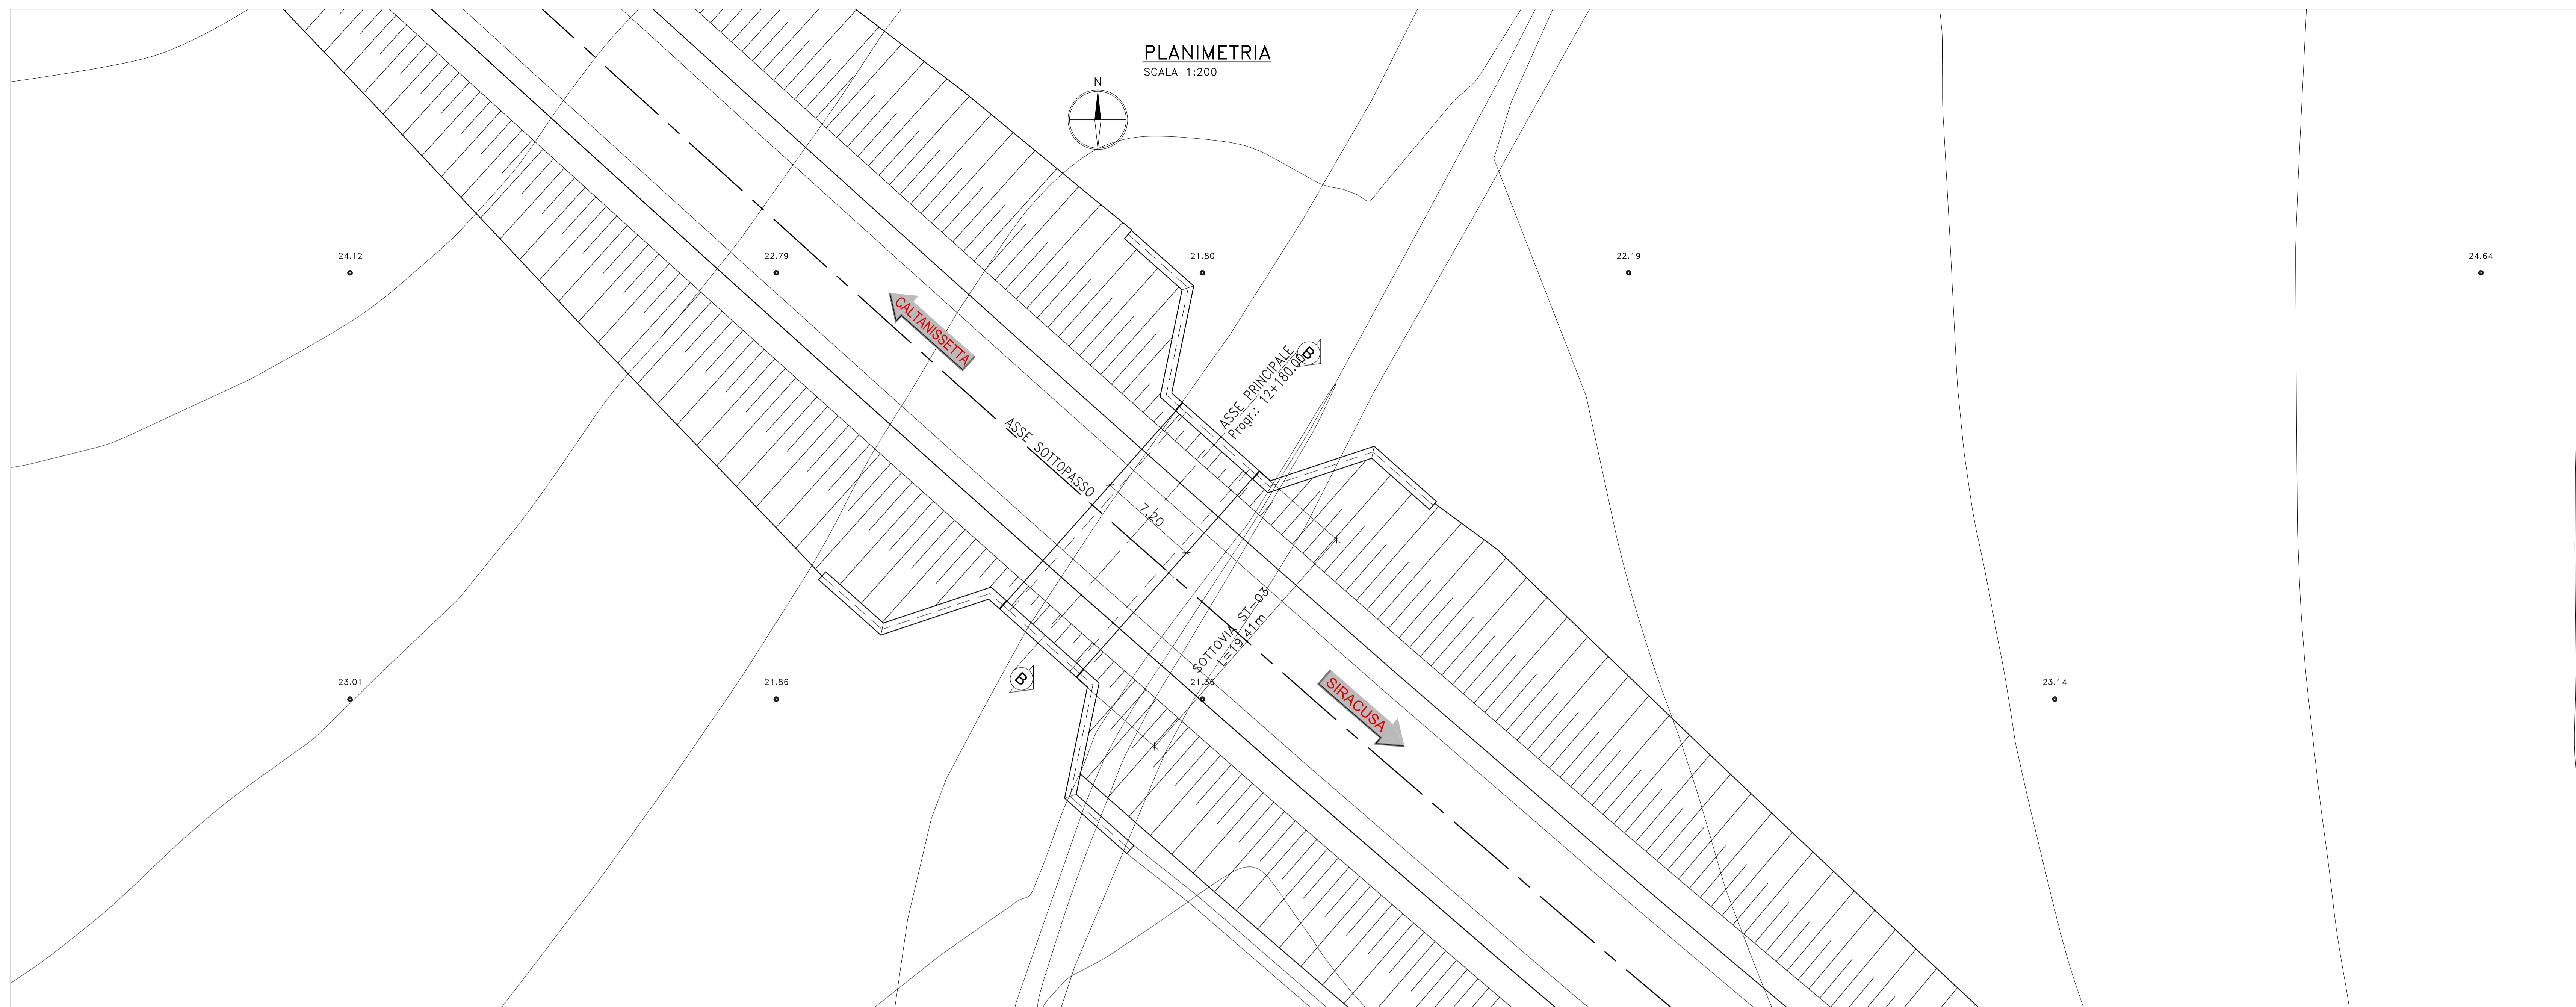 PLANIMETRIA
SCALA 1:200
N
24.12
22.79
21.80
22.19
24.64
CALTANISSETTA
ASSE PRINCIPALE
Progr.: 12+180.00
B
ASSE SOTTOPASSO
7.20
SOTTOVIA ST-03
L=19.41m
B
23.01
21.86
21.36
SIRACUSA
23.14